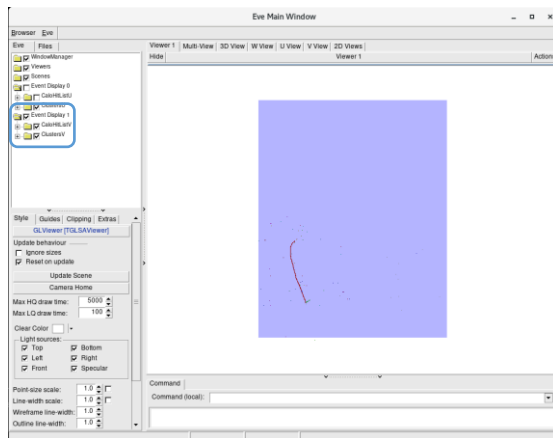 Eve Main Window
Browser Eve
Eve Files
WindowManager
Viewers
Scenes
Event Display 0
CaloHitListU
ClustersU
Event Display 1
CaloHitListV
ClustersV
Style Guides Clipping Extras
GLViewer [TGLSAViewer]
Update behaviour
Ignore sizes
Reset on update
Update Scene
Camera Home
Max HQ draw time: 5000
Max LQ draw time: 100
Clear Color
Light sources:
Top Bottom
Left Right
Front Specular
Point-size scale: 1.0
Line-width scale: 1.0
Wireframe line-width: 1.0
Outline line-width: 1.0
Viewer 1 Multi-View 3D View W View U View V View 2D Views
Hide Viewer 1 Action
Command
Command (local):